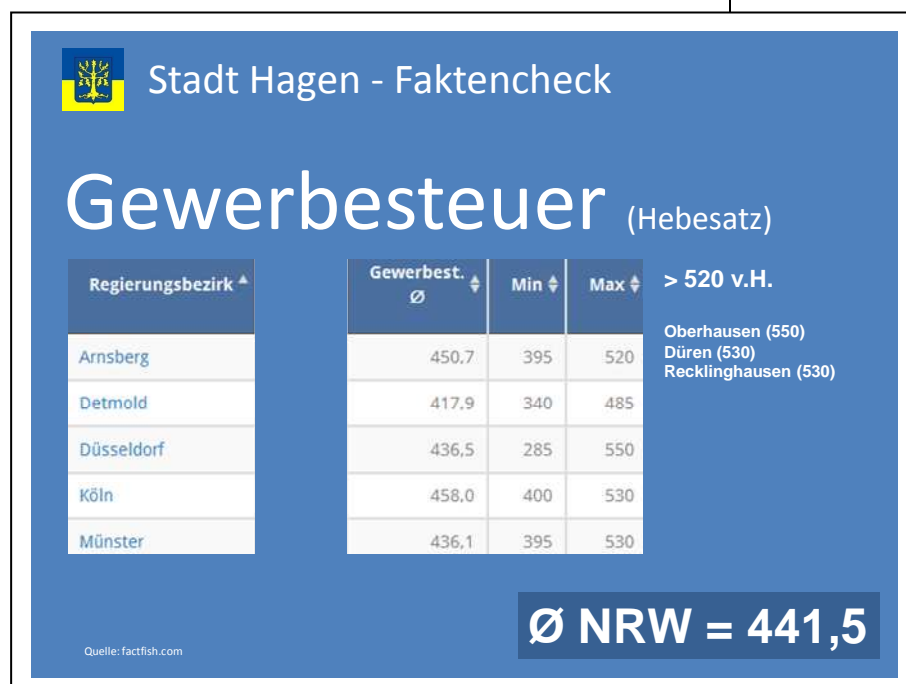 Stadt Hagen - Faktencheck
Gewerbesteuer (Hebesatz)
Regierungsbezirk Gewerbest. Ø Min Max
> 520 v.H.
Oberhausen (550)
Düren (530)
Recklinghausen (530)
Arnsberg 450,7 395 520
Detmold 417,9 340 485
Düsseldorf 436,5 285 550
Köln 458,0 400 530
Münster 436,1 395 530
Ø NRW = 441,5
Quelle: factfish.com